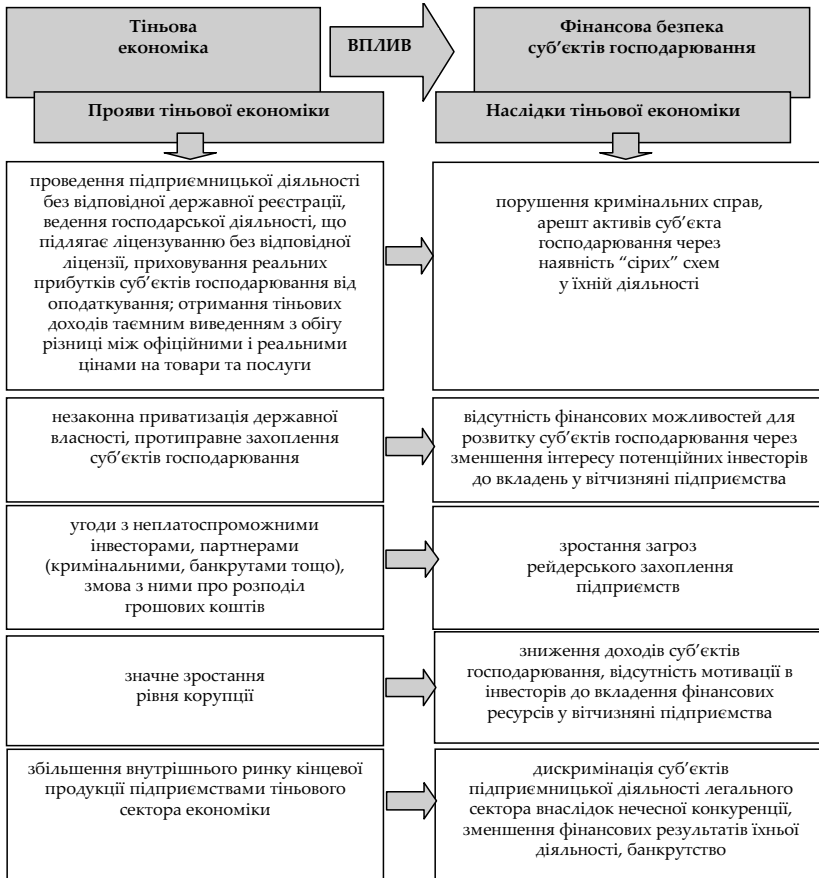 Тіньова
економіка
ВПЛИВ
Фінансова безпека
суб’єктів господарювання
Прояви тіньової економіки
Наслідки тіньової економіки
проведення підприємницької діяльності
без відповідної державної реєстрації,
ведення господарської діяльності, що
підлягає ліцензуванню без відповідної
ліцензії, приховування реальних
прибутків суб’єктів господарювання від
оподаткування; отримання тіньових
доходів таємним виведенням з обігу
різниці між офіційними і реальними
цінами на товари та послуги
порушення кримінальних справ,
арешт активів суб’єкта
господарювання через
наявність “сірих” схем
у їхній діяльності
незаконна приватизація державної
власності, протиправне захоплення
суб’єктів господарювання
відсутність фінансових можливостей для
розвитку суб’єктів господарювання через
зменшення інтересу потенційних інвесторів
до вкладень у вітчизняні підприємства
угоди з неплатоспроможними
інвесторами, партнерами
(кримінальними, банкрутами тощо),
змова з ними про розподіл
грошових коштів
зростання загроз
рейдерського захоплення
підприємств
значне зростання
рівня корупції
зниження доходів суб’єктів
господарювання, відсутність мотивації в
інвесторів до вкладення фінансових
ресурсів у вітчизняні підприємства
збільшення внутрішнього ринку кінцевої
продукції підприємствами тіньового
сектора економіки
дискримінація суб’єктів
підприємницької діяльності легального
сектора внаслідок нечесної конкуренції,
зменшення фінансових результатів їхньої
діяльності, банкрутство